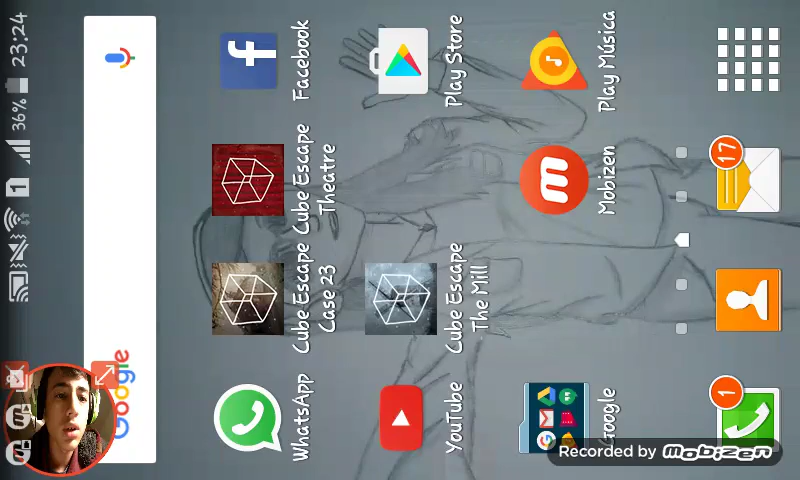 36% 23:24
1
Google
WhatsApp
Cube Escape
Case 23
Cube Escape
Theatre
Facebook
YouTube
Cube Escape
The Mill
Play Store
Google
Mobizen
Play Música
1
17
Recorded by mobizen